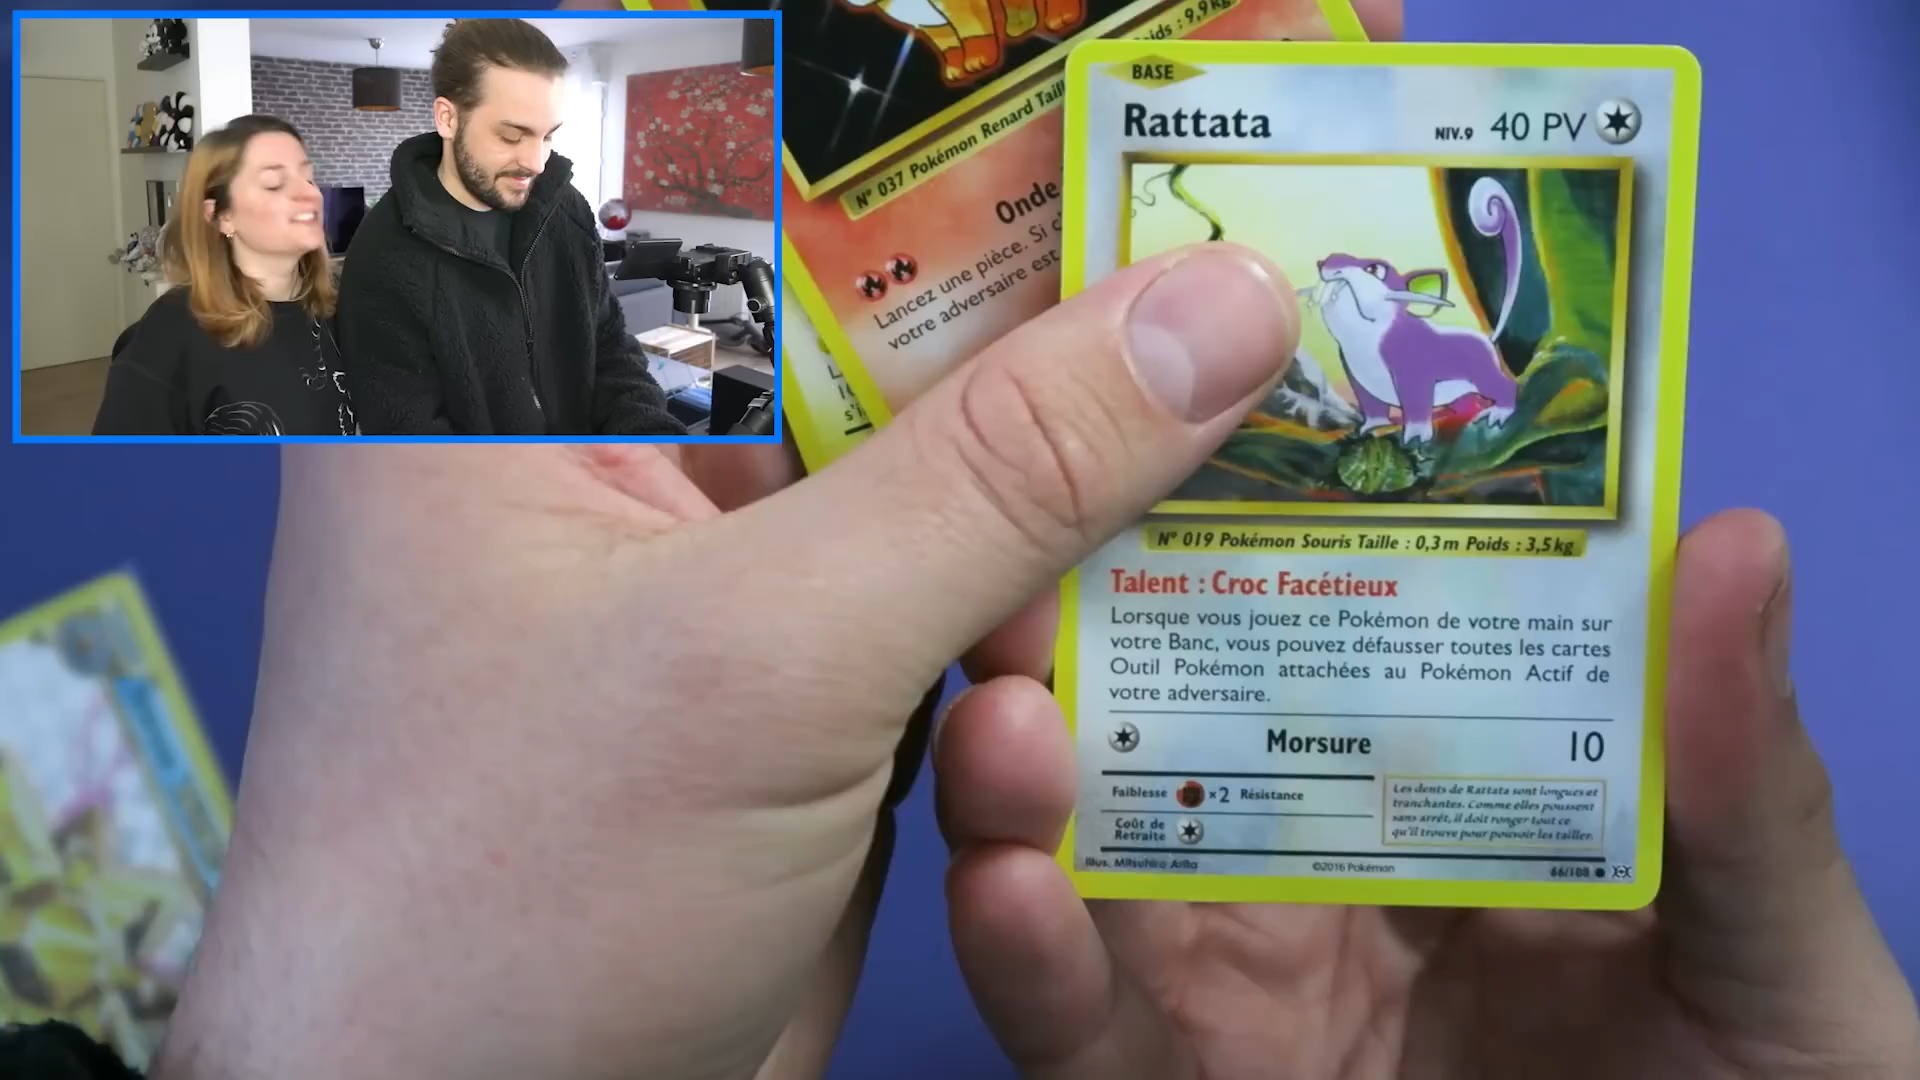 oids : 9,9 kg
N° 037 Pokémon Renard Taill
Onde
Lancez une pièce. Si c
votre adversaire est
BASE
Rattata
NIV.9 40 PV
N° 019 Pokémon Souris Taille : 0,3 m Poids : 3,5 kg
Talent : Croc Facétieux
Lorsque vous jouez ce Pokémon de votre main sur
votre Banc, vous pouvez défausser toutes les cartes
Outil Pokémon attachées au Pokémon Actif de
votre adversaire.
Morsure 10
Faiblesse ×2 Résistance
Coût de
Retraite
Les dents de Rattata sont longues et
tranchantes. Comme elles poussent
sans arrêt, il doit ronger tout ce
qu'il trouve pour pouvoir les tailler.
Illus. Mitsuhiro Arita
©2016 Pokémon
66/108